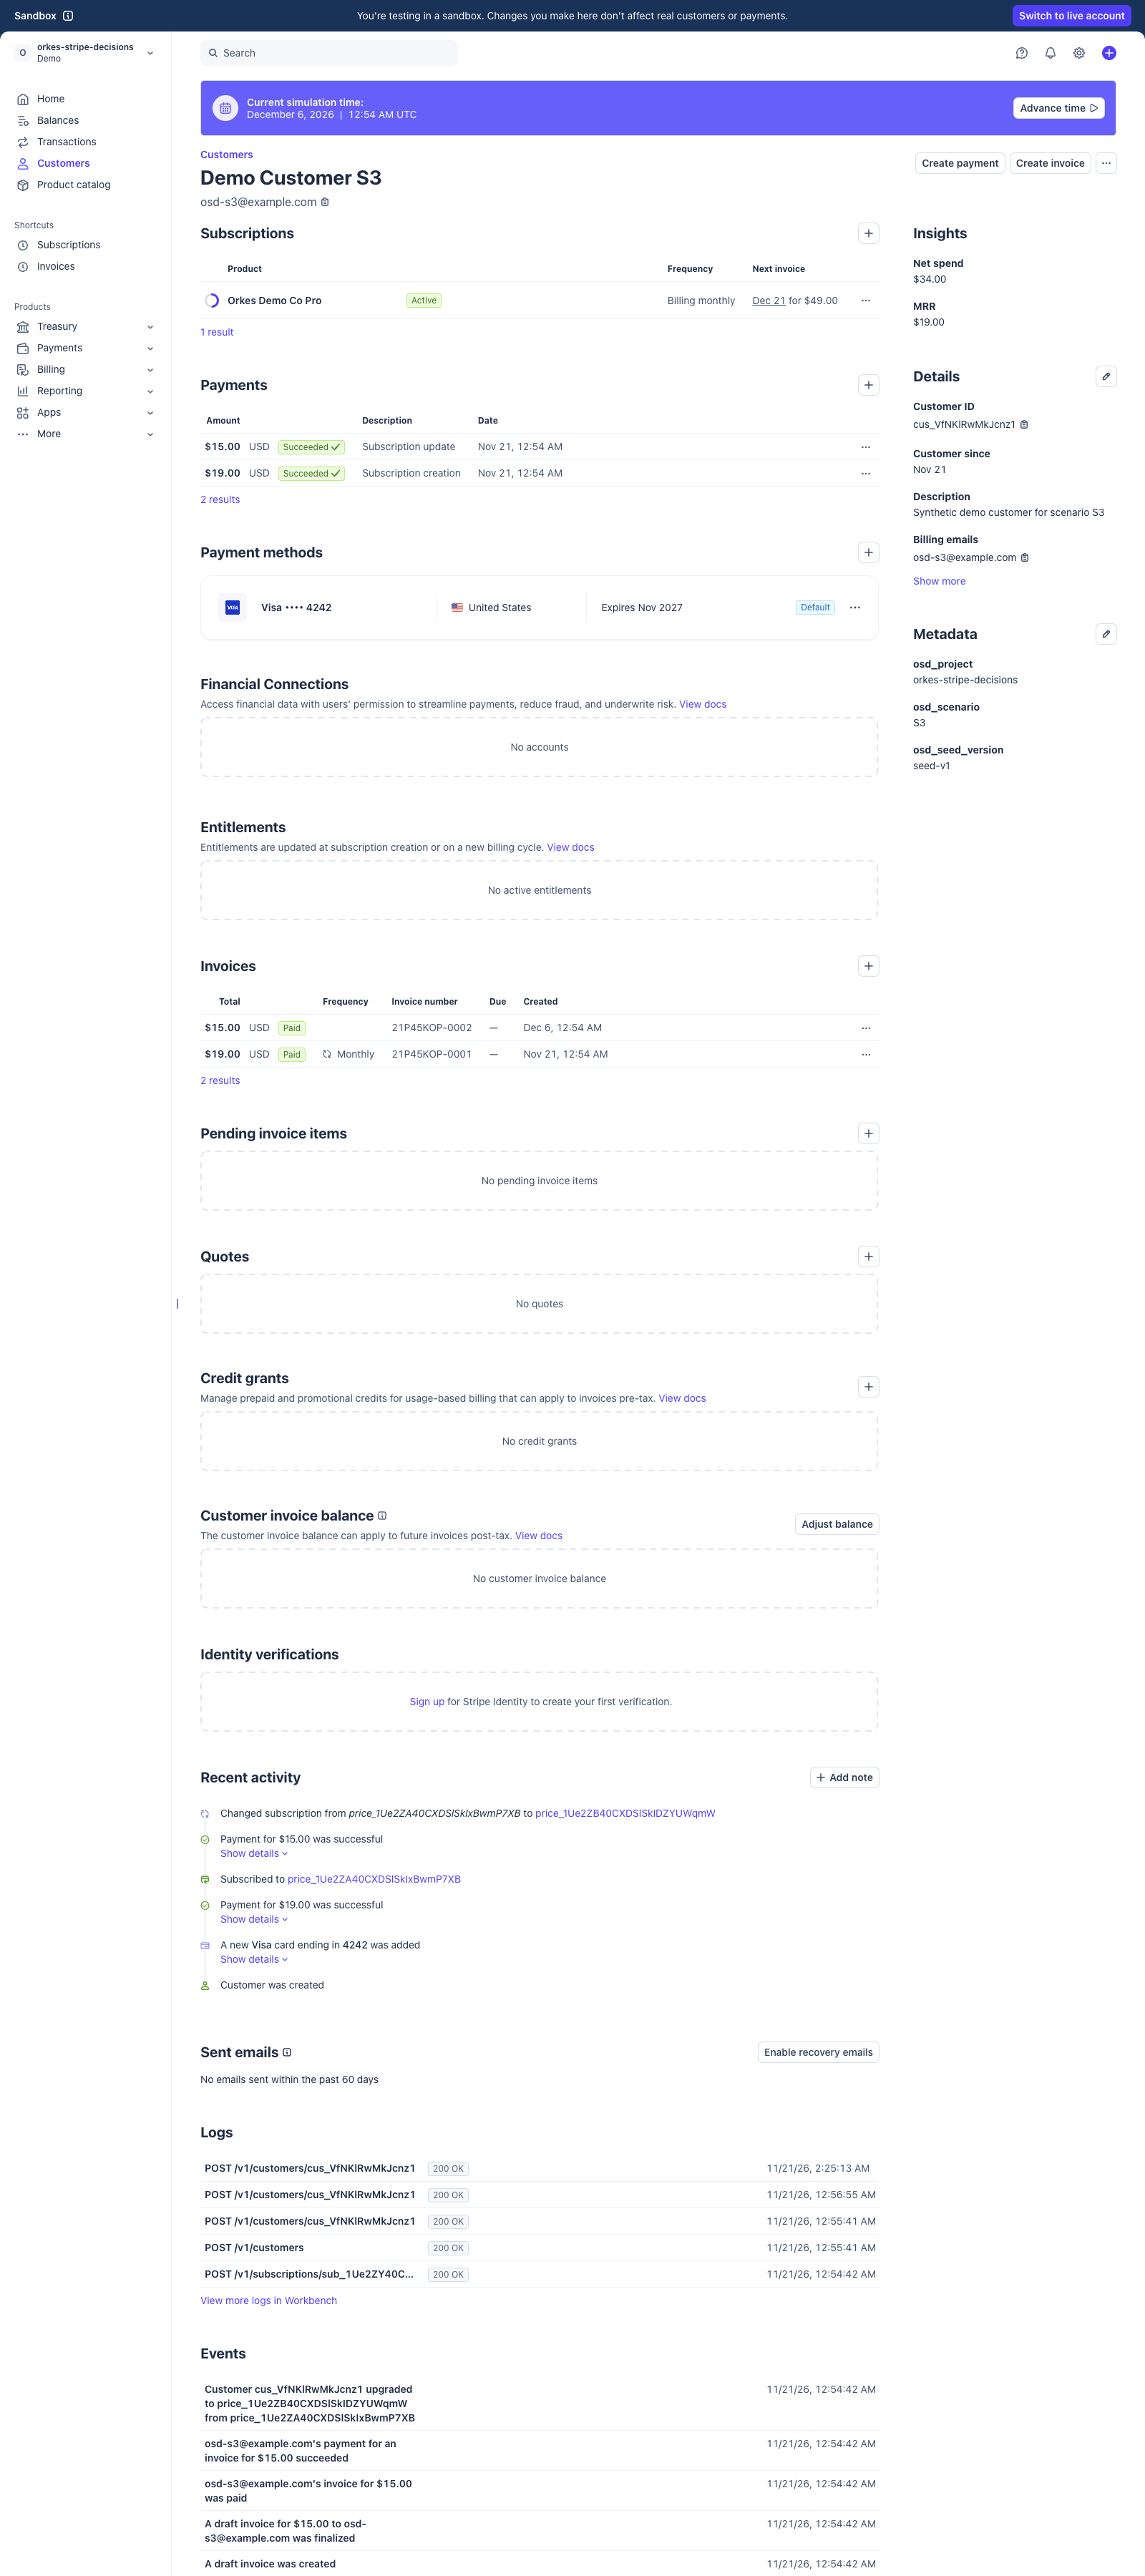 Sandbox
You're testing in a sandbox. Changes you make here don't affect real customers or payments.
Switch to live account
O
orkes-stripe-decisions
Demo
Search
Home
Balances
Transactions
Customers
Product catalog
Shortcuts
Subscriptions
Invoices
Products
Treasury
Payments
Billing
Reporting
Apps
More
Current simulation time:
December 6, 2026 | 12:54 AM UTC
Advance time
Customers
Demo Customer S3
osd-s3@example.com
Create payment
Create invoice
Subscriptions
Product Frequency Next invoice
Orkes Demo Co Pro Active Billing monthly Dec 21 for $49.00
1 result
Payments
Amount Description Date
$15.00 USD Succeeded Subscription update Nov 21, 12:54 AM
$19.00 USD Succeeded Subscription creation Nov 21, 12:54 AM
2 results
Payment methods
VISA Visa •••• 4242 United States Expires Nov 2027 Default
Financial Connections
Access financial data with users' permission to streamline payments, reduce fraud, and underwrite risk. View docs
No accounts
Entitlements
Entitlements are updated at subscription creation or on a new billing cycle. View docs
No active entitlements
Invoices
Total Frequency Invoice number Due Created
$15.00 USD Paid 21P45KOP-0002 — Dec 6, 12:54 AM
$19.00 USD Paid Monthly 21P45KOP-0001 — Nov 21, 12:54 AM
2 results
Pending invoice items
No pending invoice items
Quotes
No quotes
Credit grants
Manage prepaid and promotional credits for usage-based billing that can apply to invoices pre-tax. View docs
No credit grants
Customer invoice balance
The customer invoice balance can apply to future invoices post-tax. View docs
Adjust balance
No customer invoice balance
Identity verifications
Sign up for Stripe Identity to create your first verification.
Recent activity
Add note
Changed subscription from price_1Ue2ZA40CXDSlSkIxBwmP7XB to price_1Ue2ZB40CXDSlSkIDZYUWqmW
Payment for $15.00 was successful
Show details
Subscribed to price_1Ue2ZA40CXDSlSkIxBwmP7XB
Payment for $19.00 was successful
Show details
A new Visa card ending in 4242 was added
Show details
Customer was created
Sent emails
Enable recovery emails
No emails sent within the past 60 days
Logs
POST /v1/customers/cus_VfNKlRwMkJcnz1 200 OK 11/21/26, 2:25:13 AM
POST /v1/customers/cus_VfNKlRwMkJcnz1 200 OK 11/21/26, 12:56:55 AM
POST /v1/customers/cus_VfNKlRwMkJcnz1 200 OK 11/21/26, 12:55:41 AM
POST /v1/customers 200 OK 11/21/26, 12:55:41 AM
POST /v1/subscriptions/sub_1Ue2ZY40C... 200 OK 11/21/26, 12:54:42 AM
View more logs in Workbench
Events
Customer cus_VfNKlRwMkJcnz1 upgraded 11/21/26, 12:54:42 AM
to price_1Ue2ZB40CXDSlSkIDZYUWqmW
from price_1Ue2ZA40CXDSlSkIxBwmP7XB
osd-s3@example.com's payment for an 11/21/26, 12:54:42 AM
invoice for $15.00 succeeded
osd-s3@example.com's invoice for $15.00 11/21/26, 12:54:42 AM
was paid
A draft invoice for $15.00 to osd- 11/21/26, 12:54:42 AM
s3@example.com was finalized
A draft invoice was created 11/21/26, 12:54:42 AM
Insights
Net spend
$34.00
MRR
$19.00
Details
Customer ID
cus_VfNKlRwMkJcnz1
Customer since
Nov 21
Description
Synthetic demo customer for scenario S3
Billing emails
osd-s3@example.com
Show more
Metadata
osd_project
orkes-stripe-decisions
osd_scenario
S3
osd_seed_version
seed-v1